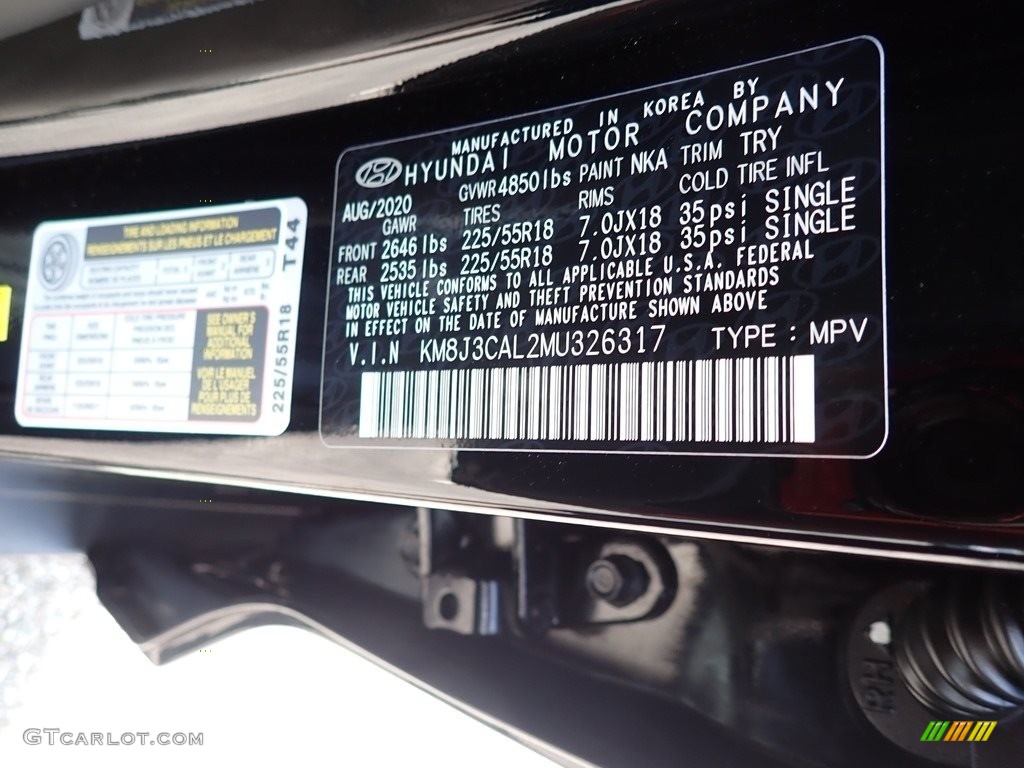 MANUFACTURED IN KOREA BY
HYUNDAI MOTOR COMPANY
AUG/2020 GVWR 4850lbs PAINT NKA TRIM TRY
GAWR TIRES RIMS COLD TIRE INFL
FRONT 2646 lbs 225/55R18 7.0JX18 35psi SINGLE
REAR 2535 lbs 225/55R18 7.0JX18 35psi SINGLE
THIS VEHICLE CONFORMS TO ALL APPLICABLE U.S.A. FEDERAL
MOTOR VEHICLE SAFETY AND THEFT PREVENTION STANDARDS
IN EFFECT ON THE DATE OF MANUFACTURE SHOWN ABOVE
V.I.N KM8J3CAL2MU326317 TYPE : MPV
TIRE AND LOADING INFORMATION
RENSEIGNEMENTS SUR LES PNEUS ET LE CHARGEMENT
SEE OWNER'S
MANUAL FOR
ADDITIONAL
INFORMATION
VOIR LE MANUEL
DE L'USAGER
POUR PLUS DE
RENSEIGNEMENTS
T44
225/55R18
RH
GTCARLOT.COM